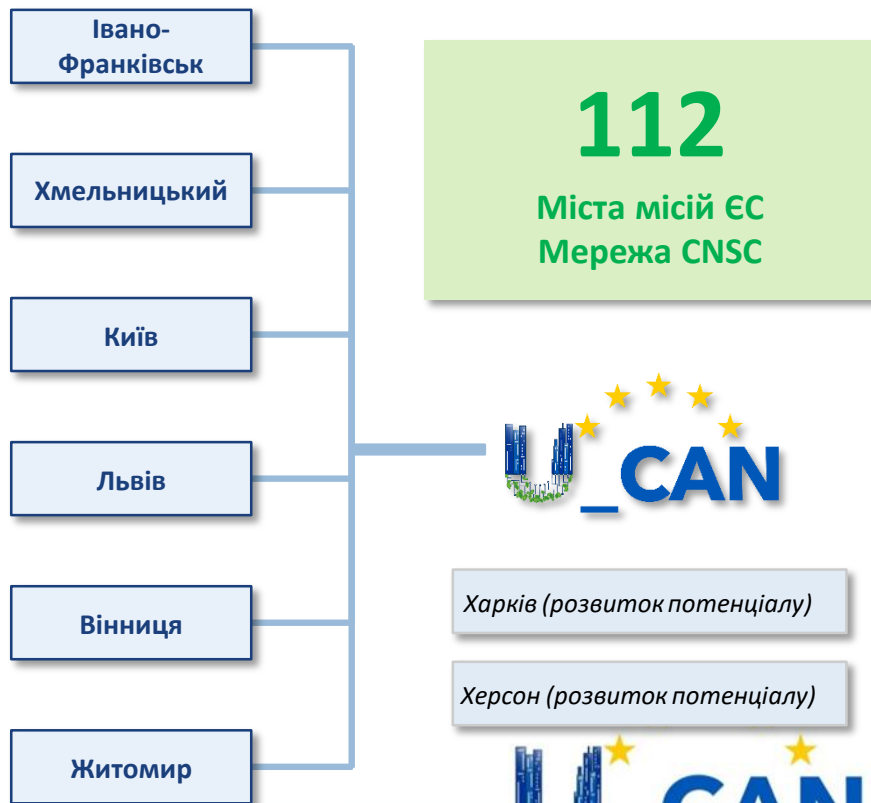 Івано-
Франківськ
Хмельницький
Київ
Львів
Вінниця
Житомир
112
Міста місій ЄС
Мережа CNSC
U_CAN
Харків (розвиток потенціалу)
Херсон (розвиток потенціалу)
U_CAN